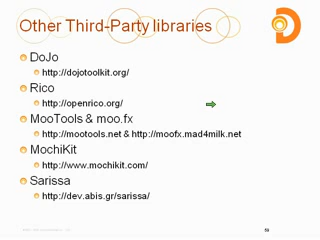 Other Third-Party libraries
DoJo
http://dojotoolkit.org/
Rico
http://openrico.org/
MooTools & moo.fx
http://mootools.net & http://moofx.mad4milk.net
MochiKit
http://www.mochikit.com/
Sarissa
http://dev.abis.gr/sarissa/